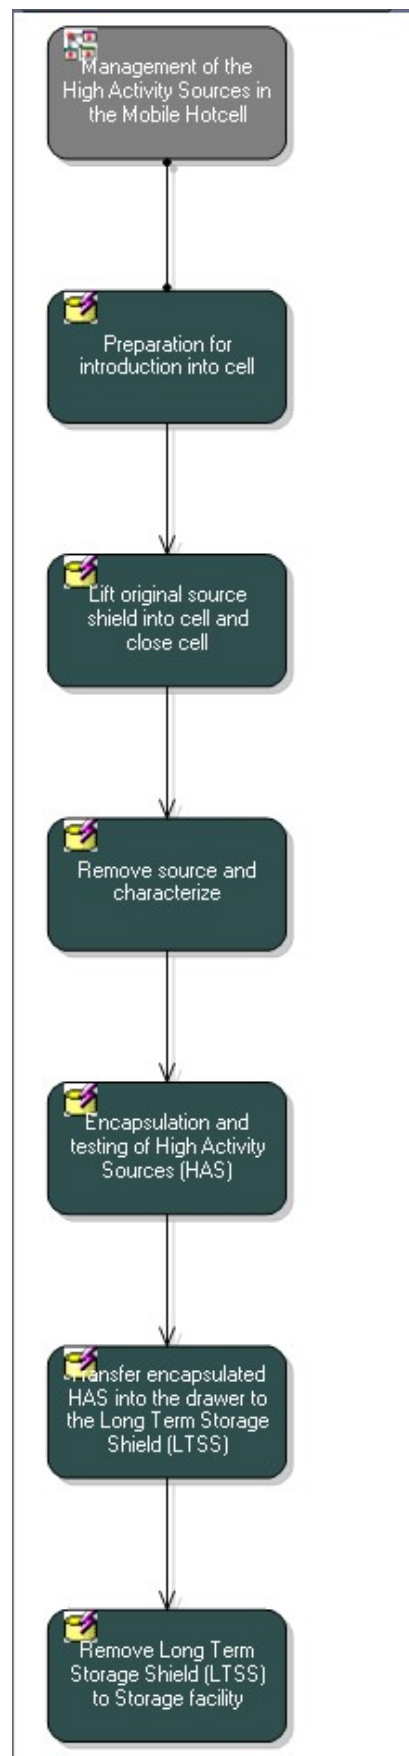 Management of the
High Activity Sources in
the Mobile Hotcell
Preparation for
introduction into cell
Lift original source
shield into cell and
close cell
Remove source and
characterize
Encapsulation and
testing of High Activity
Sources (HAS)
Transfer encapsulated
HAS into the drawer to
the Long Term Storage
Shield (LTSS)
Remove Long Term
Storage Shield (LTSS)
to Storage facility